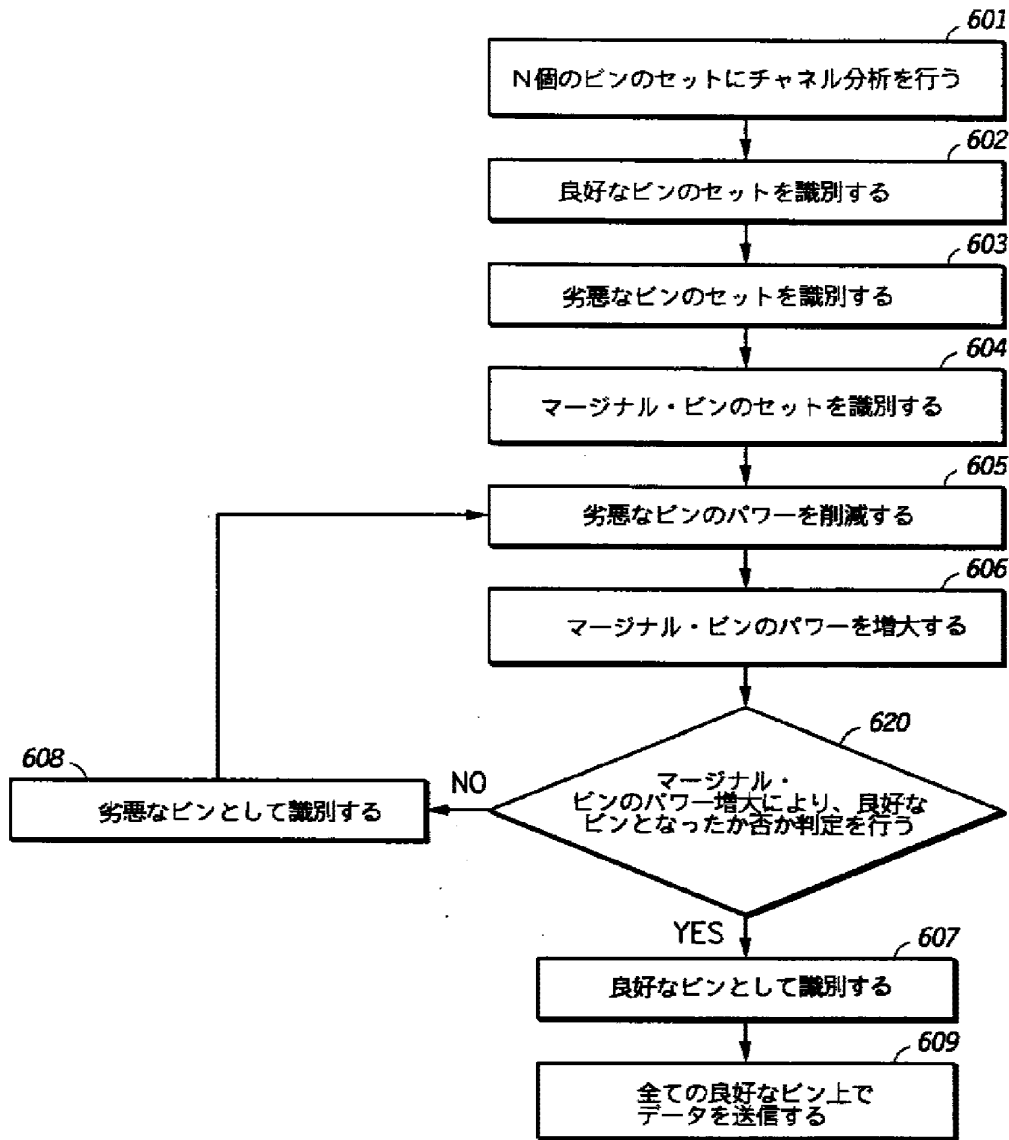 601
N個のビンのセットにチャネル分析を行う
602
良好なビンのセットを識別する
603
劣悪なビンのセットを識別する
604
マージナル・ビンのセットを識別する
605
劣悪なビンのパワーを削減する
606
マージナル・ビンのパワーを増大する
620
マージナル・
ビンのパワー増大により、良好な
ビンとなったか否か判定を行う
NO
608
劣悪なビンとして識別する
YES
607
良好なビンとして識別する
609
全ての良好なビン上で
データを送信する